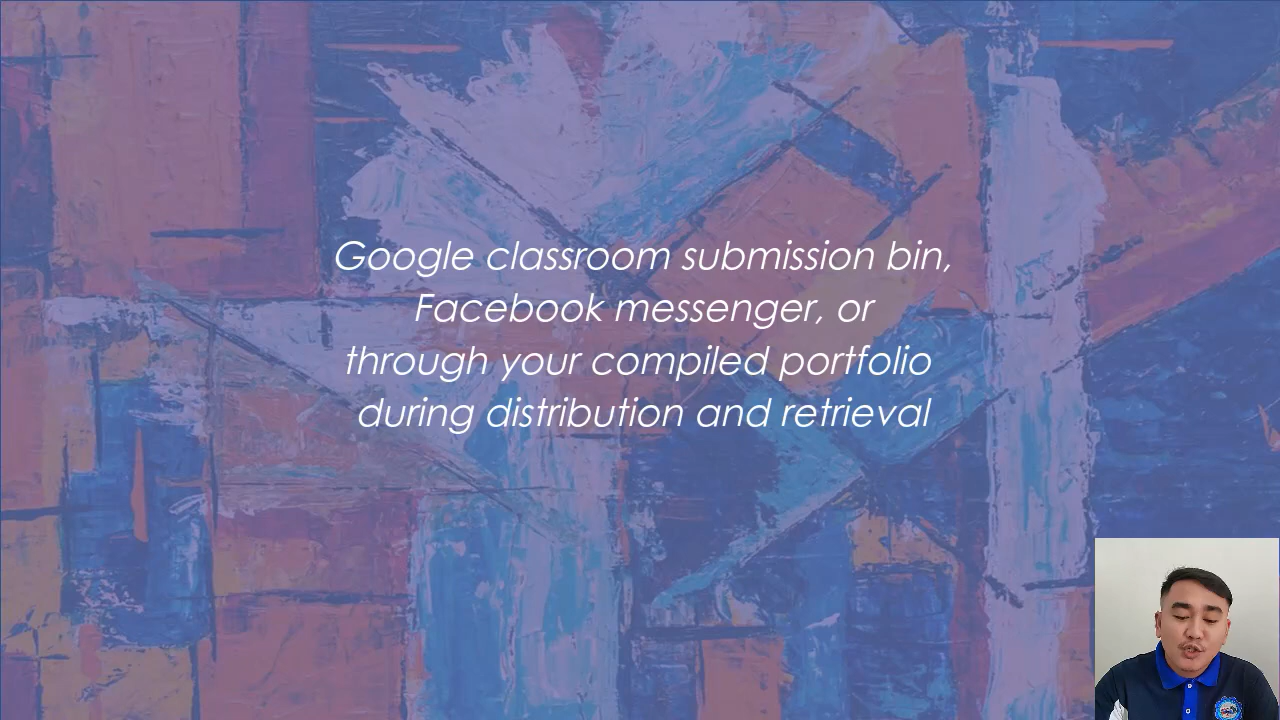 Google classroom submission bin,
Facebook messenger, or
through your compiled portfolio
during distribution and retrieval